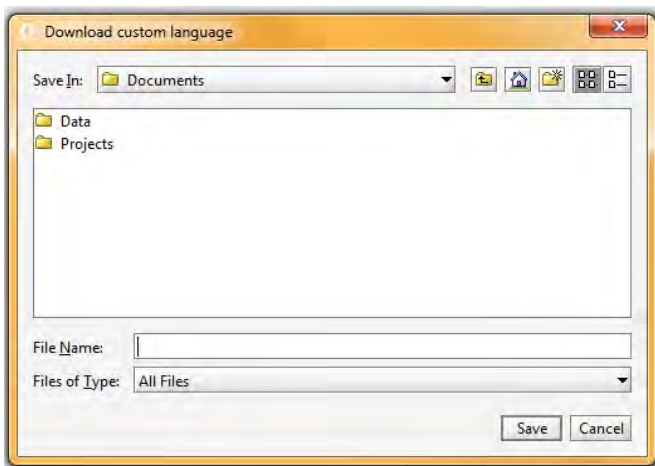 Download custom language
Save In: Documents
Data
Projects
File Name:
Files of Type: All Files
Save Cancel